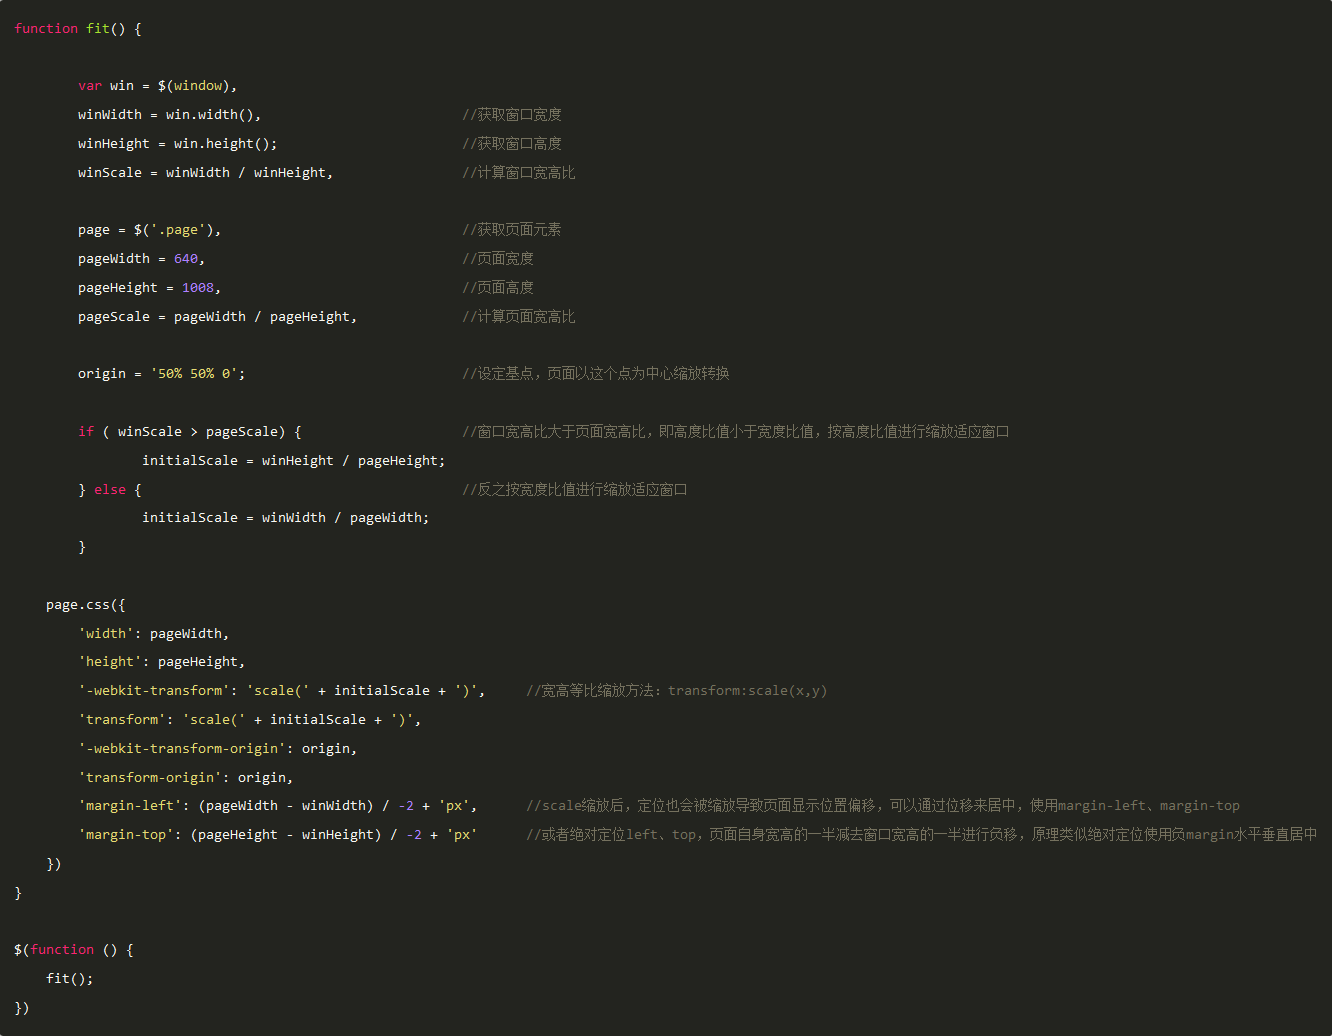 function fit() {
var win = $(window),
winWidth = win.width(), //获取窗口宽度
winHeight = win.height(); //获取窗口高度
winScale = winWidth / winHeight, //计算窗口宽高比
page = $('.page'), //获取页面元素
pageWidth = 640, //页面宽度
pageHeight = 1008, //页面高度
pageScale = pageWidth / pageHeight, //计算页面宽高比
origin = '50% 50% 0'; //设定基点，页面以这个点为中心缩放转换
if ( winScale > pageScale) { //窗口宽高比大于页面宽高比，即高度比值小于宽度比值，按高度比值进行缩放适应窗口
initialScale = winHeight / pageHeight;
} else { //反之按宽度比值进行缩放适应窗口
initialScale = winWidth / pageWidth;
}
page.css({
'width': pageWidth,
'height': pageHeight,
'-webkit-transform': 'scale(' + initialScale + ')', //宽高等比缩放方法：transform:scale(x,y)
'transform': 'scale(' + initialScale + ')',
'-webkit-transform-origin': origin,
'transform-origin': origin,
'margin-left': (pageWidth - winWidth) / -2 + 'px', //scale缩放后，定位也会被缩放导致页面显示位置偏移，可以通过位移来居中，使用margin-left、margin-top
'margin-top': (pageHeight - winHeight) / -2 + 'px' //或者绝对定位left、top，页面自身宽高的一半减去窗口宽高的一半进行负移，原理类似绝对定位使用负margin水平垂直居中
})
}
$(function () {
fit();
})